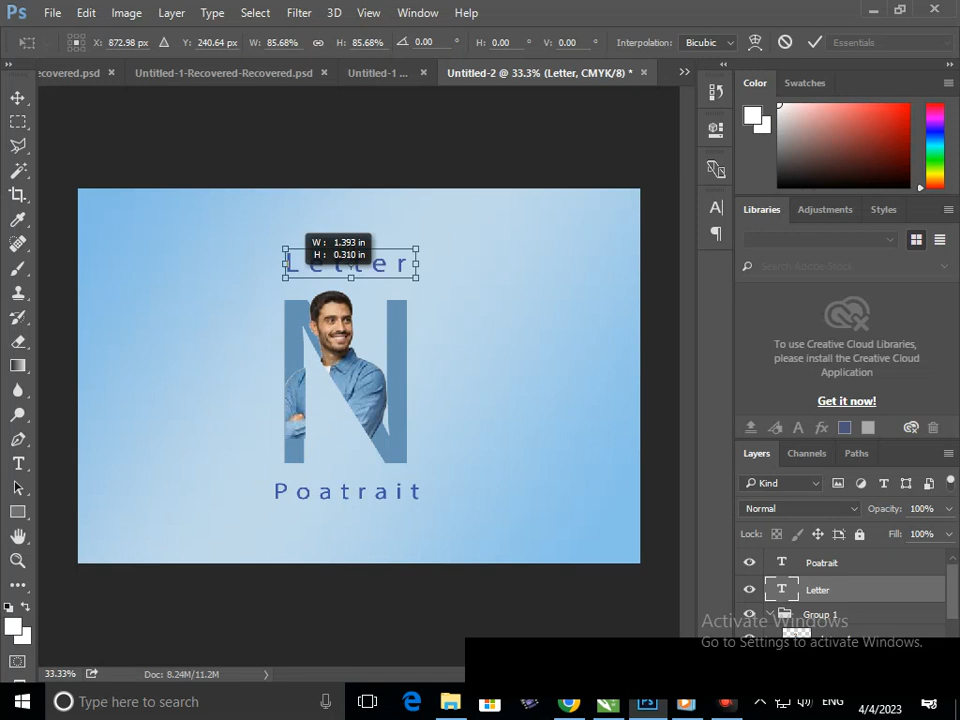 Ps File Edit Image Layer Type Select Filter 3D View Window Help
X: 872.98 px Y: 240.64 px W: 85.68% H: 85.68% 0.00 ° H: 0.00 ° V: 0.00 ° Interpolation: Bicubic Essentials
ecovered.psd × Untitled-1-Recovered-Recovered.psd × Untitled-1 ... × Untitled-2 @ 33.3% (Letter, CMYK/8) * ×
Color Swatches
Libraries Adjustments Styles
Search Adobe Stock
To use Creative Cloud Libraries,
please install the Creative Cloud
Application
Get it now!
W: 1.393 in
H: 0.310 in
Letter
N
Poatrait
Layers Channels Paths
Kind
Normal Opacity: 100%
Lock: Fill: 100%
Poatrait
Letter
Group 1
Activate Windows
Go to Settings to activate Windows.
33.33% Doc: 8.24M/11.2M
Type here to search
ENG
4/4/2023